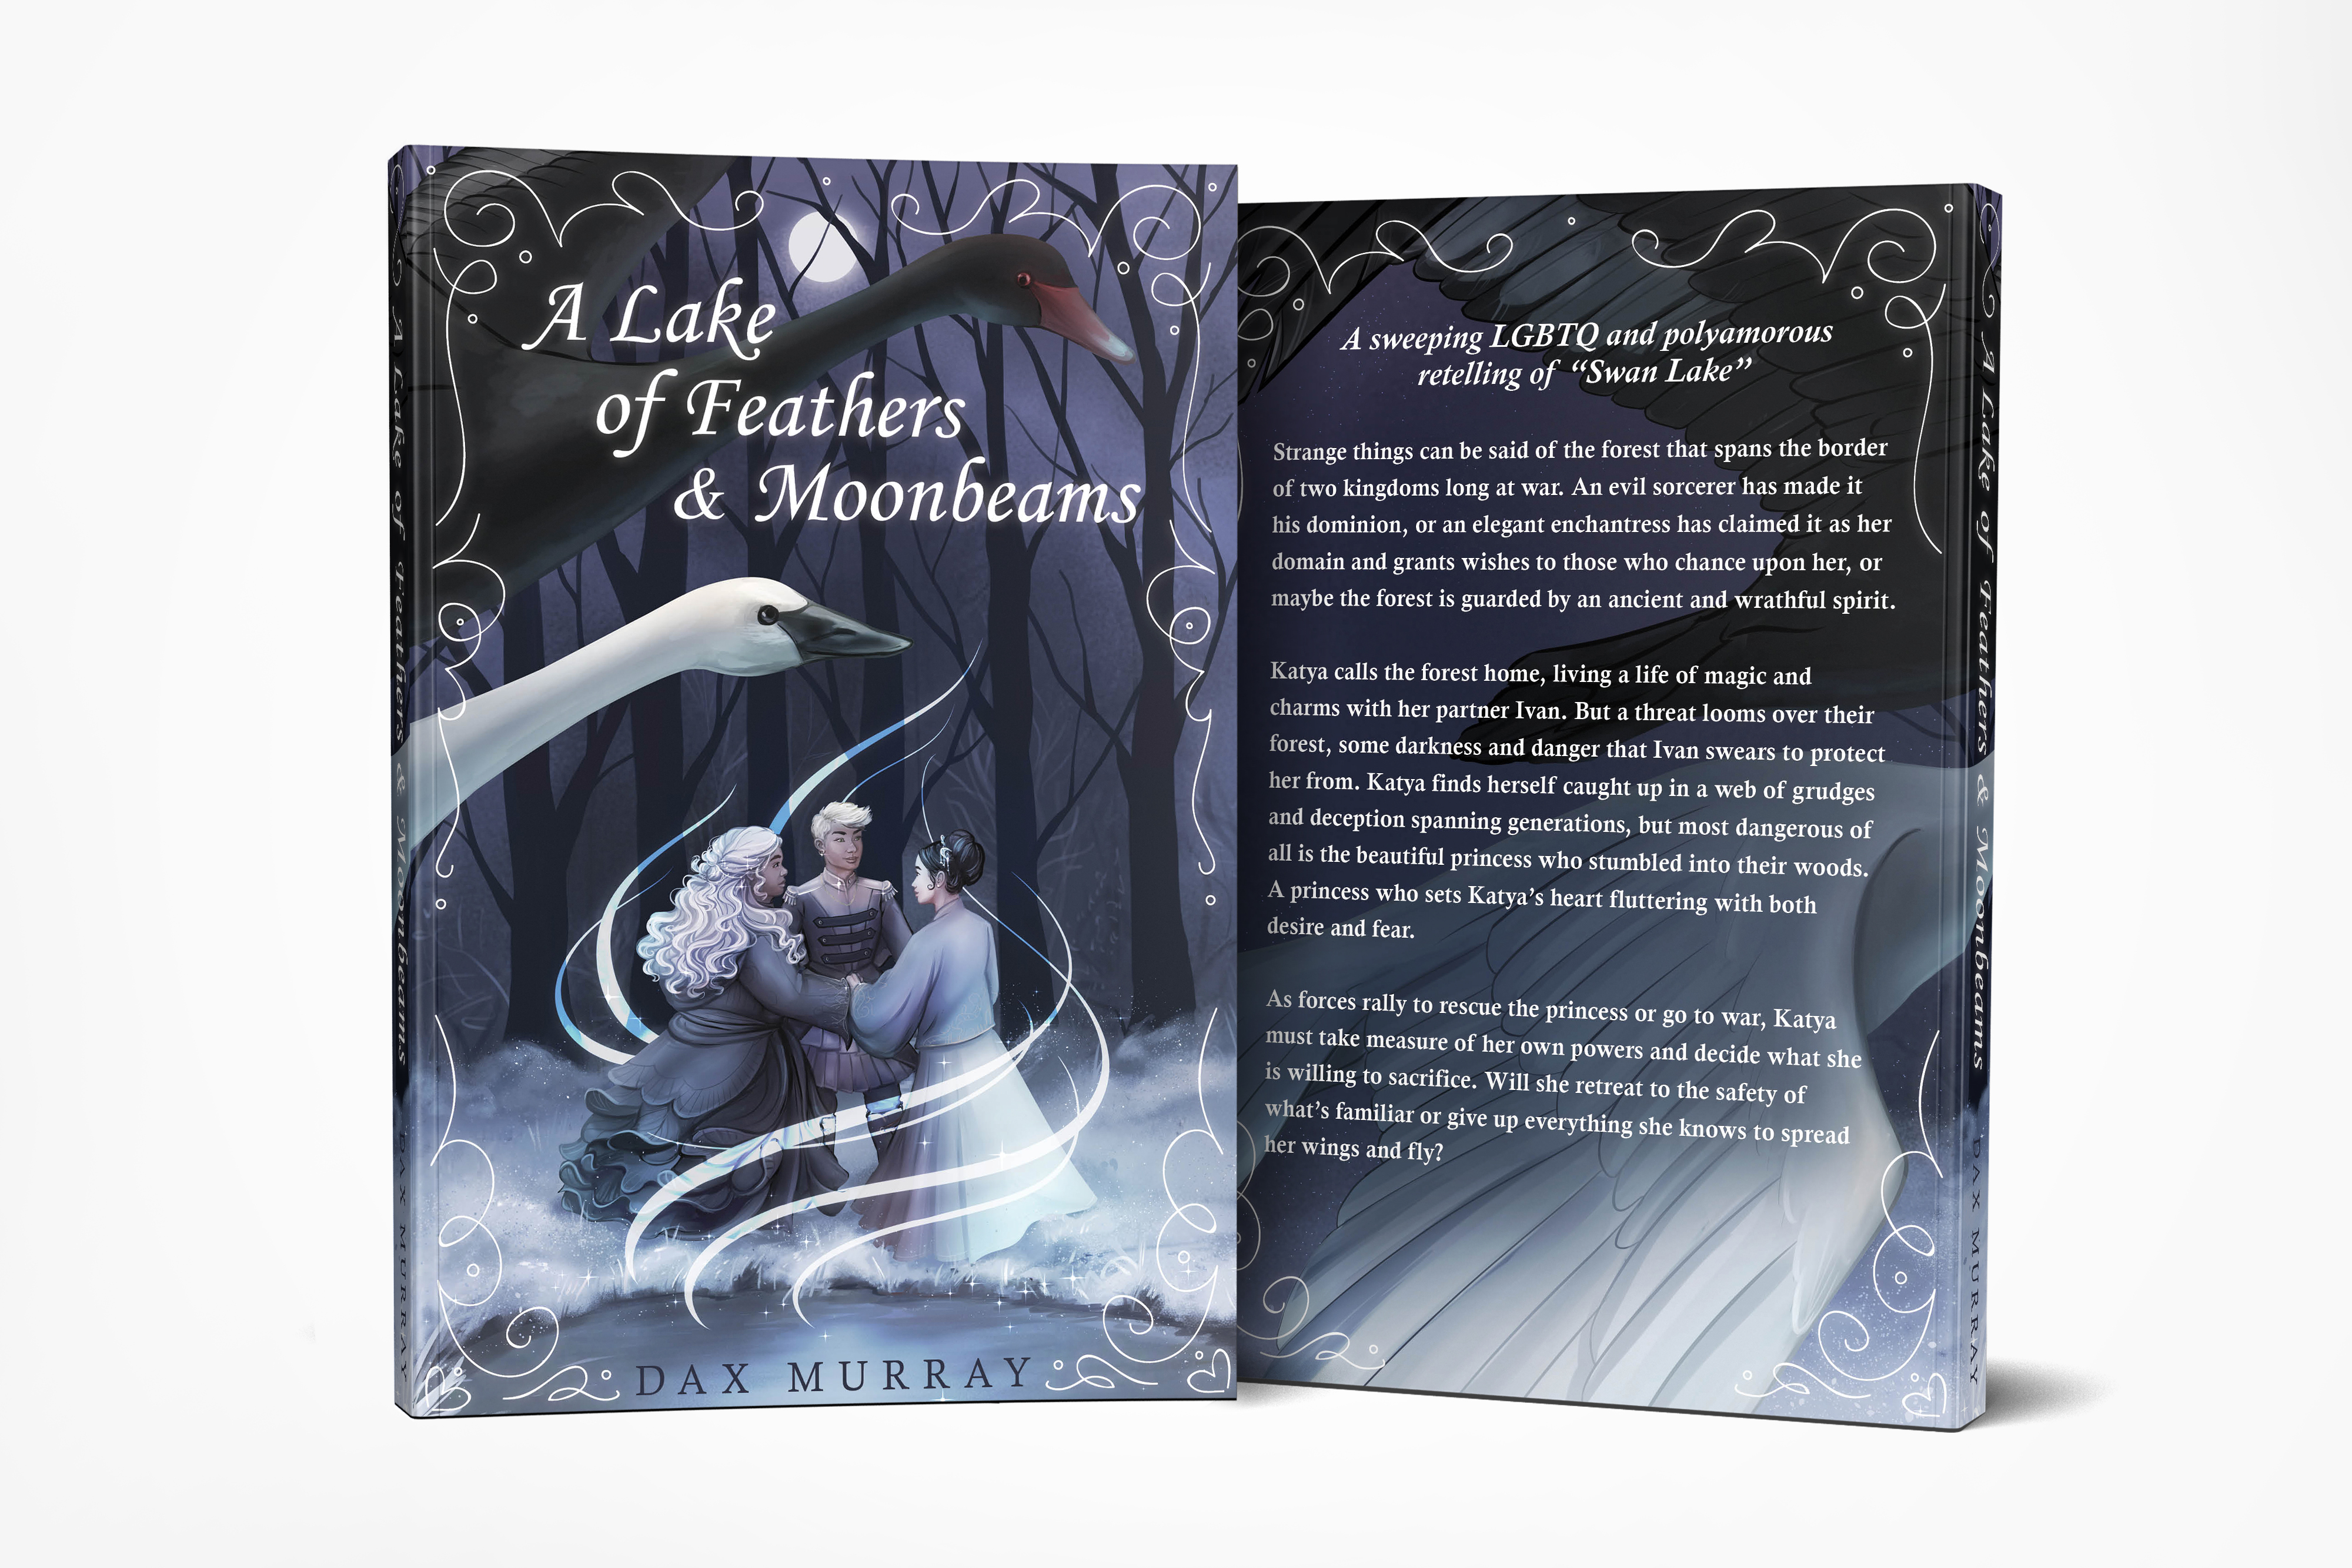 A Lake
of Feathers
& Moonbeams
DAX MURRAY
A Lake of Feathers & Moonbeams DAX MURRAY
A sweeping LGBTQ and polyamorous
retelling of “Swan Lake”
Strange things can be said of the forest that spans the border
of two kingdoms long at war. An evil sorcerer has made it
his dominion, or an elegant enchantress has claimed it as her
domain and grants wishes to those who chance upon her, or
maybe the forest is guarded by an ancient and wrathful spirit.
Katya calls the forest home, living a life of magic and
charms with her partner Ivan. But a threat looms over their
forest, some darkness and danger that Ivan swears to protect
her from. Katya finds herself caught up in a web of grudges
and deception spanning generations, but most dangerous of
all is the beautiful princess who stumbled into their woods.
A princess who sets Katya’s heart fluttering with both
desire and fear.
As forces rally to rescue the princess or go to war, Katya
must take measure of her own powers and decide what she
is willing to sacrifice. Will she retreat to the safety of
what’s familiar or give up everything she knows to spread
her wings and fly?
A Lake of Feathers & Moonbeams DAX MURRAY